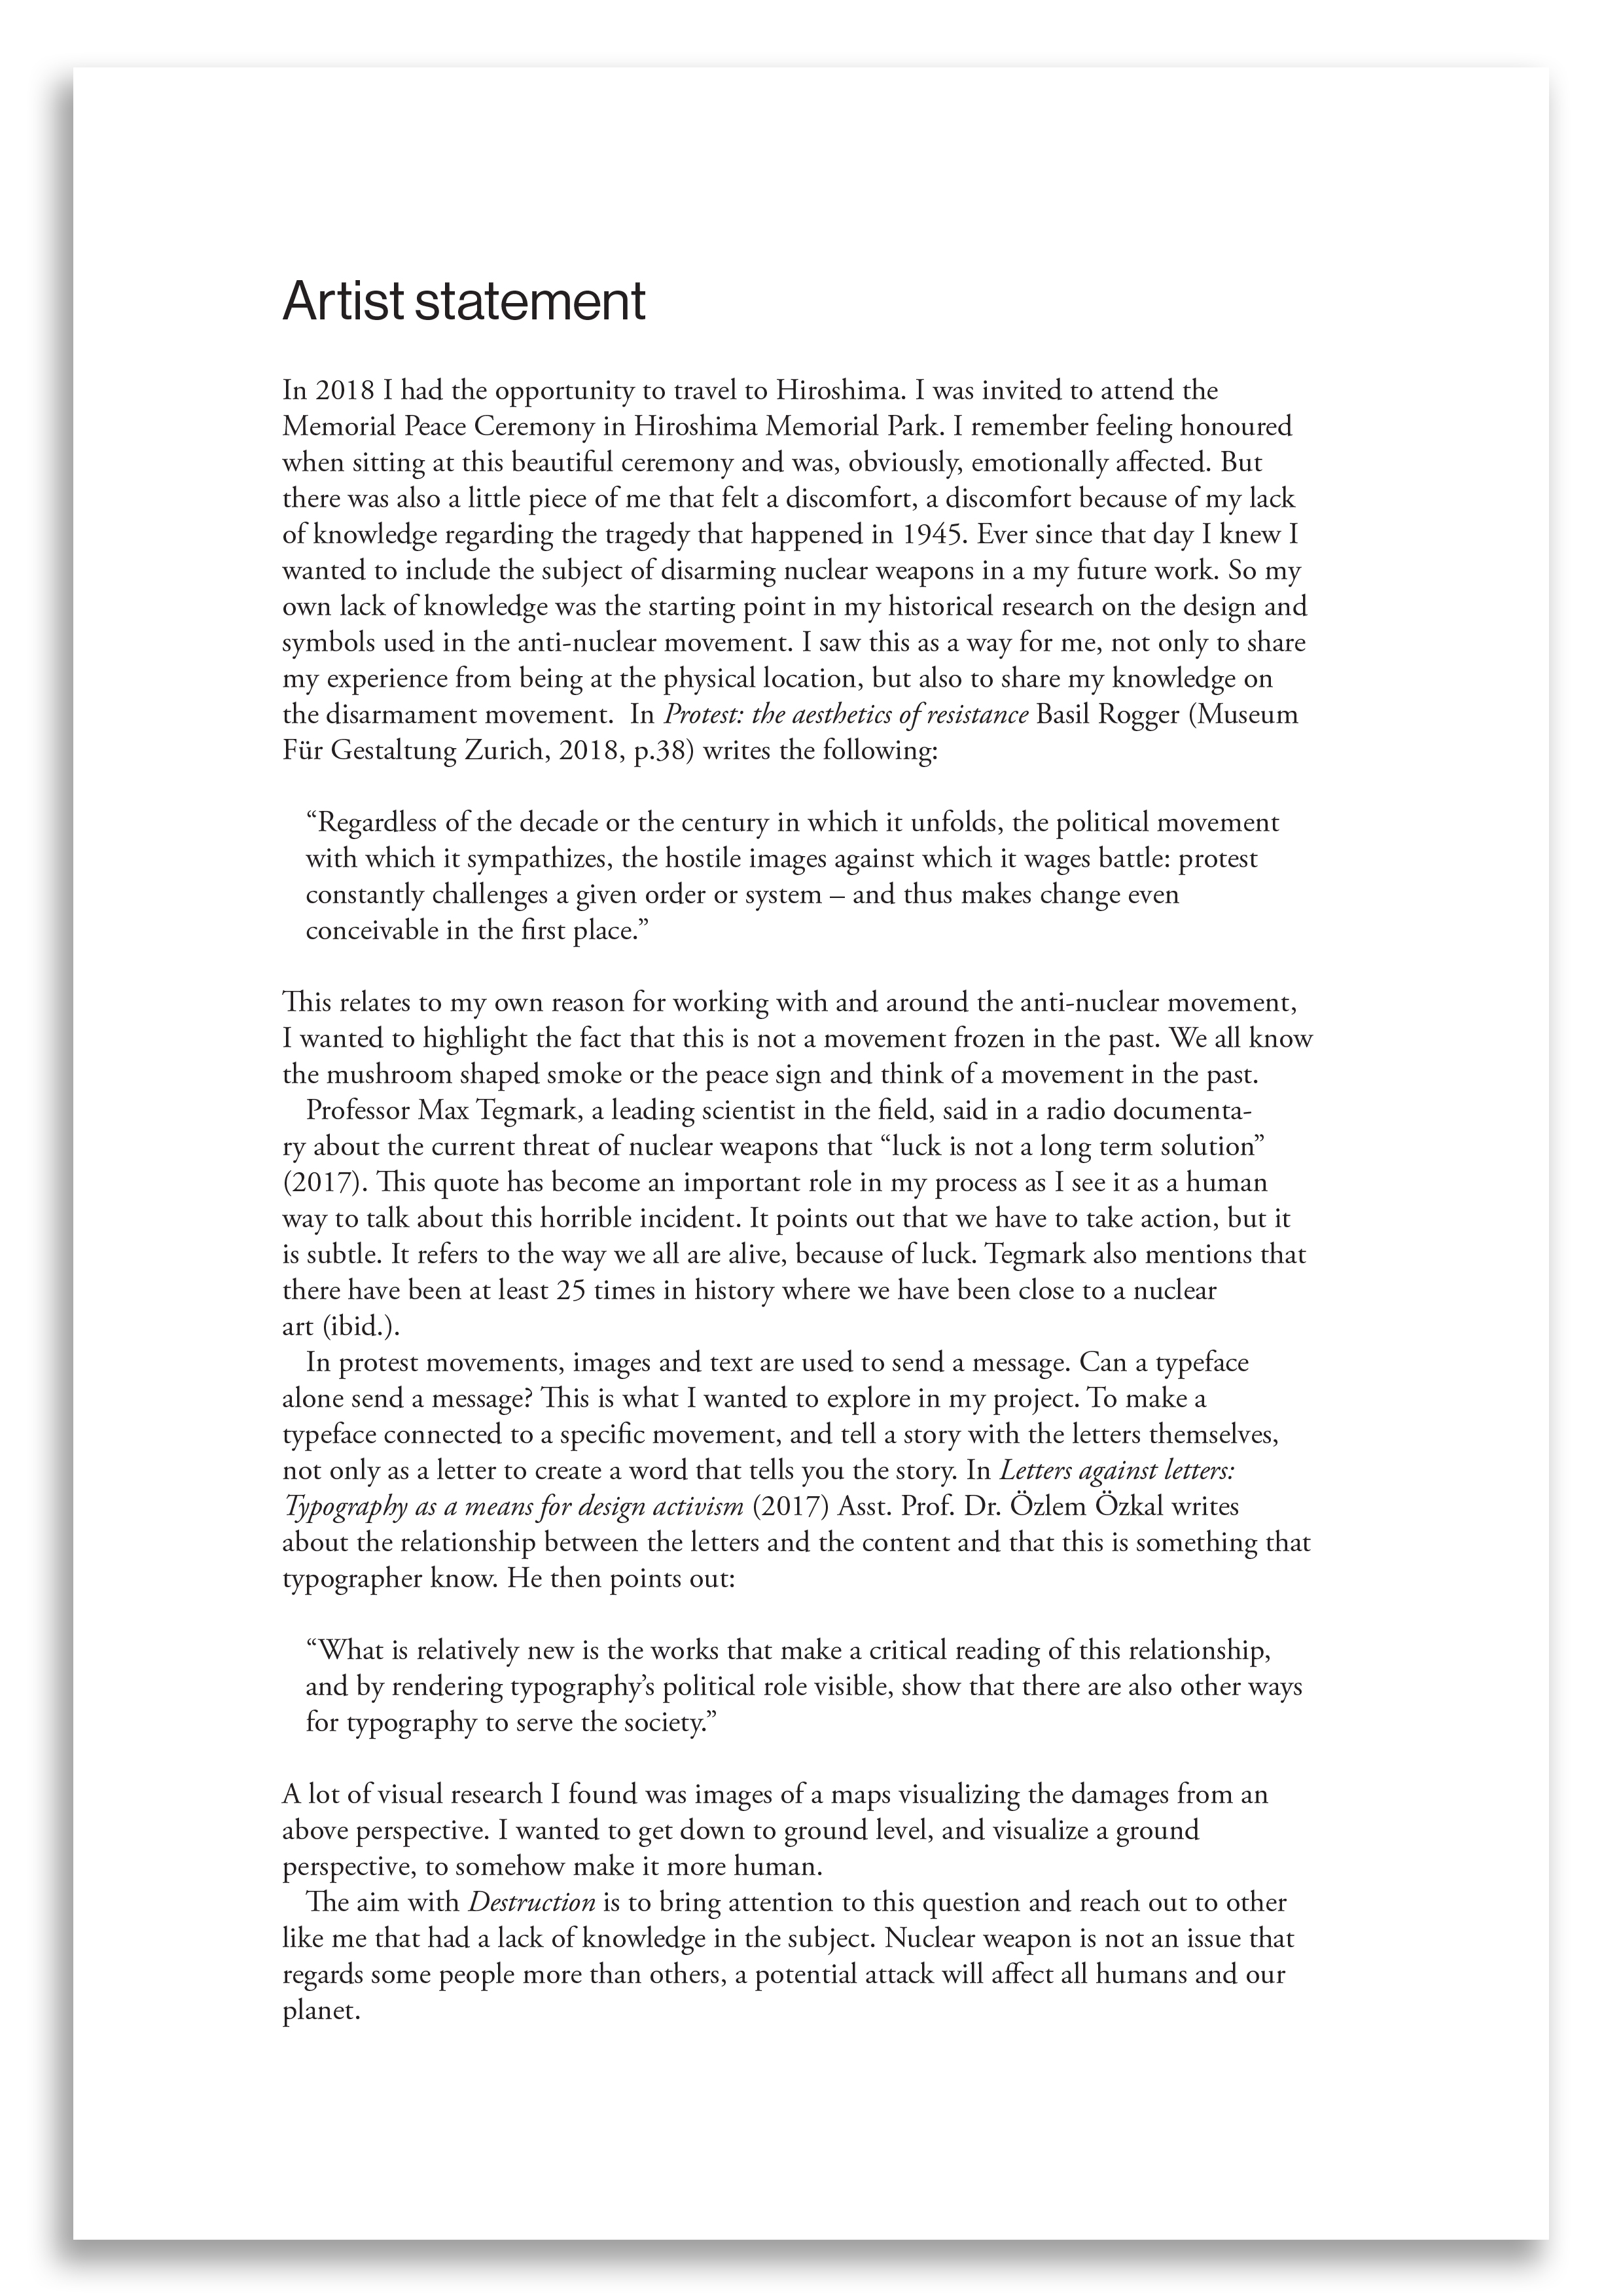 Artist statement
In 2018 I had the opportunity to travel to Hiroshima. I was invited to attend the
Memorial Peace Ceremony in Hiroshima Memorial Park. I remember feeling honoured
when sitting at this beautiful ceremony and was, obviously, emotionally affected. But
there was also a little piece of me that felt a discomfort, a discomfort because of my lack
of knowledge regarding the tragedy that happened in 1945. Ever since that day I knew I
wanted to include the subject of disarming nuclear weapons in a my future work. So my
own lack of knowledge was the starting point in my historical research on the design and
symbols used in the anti-nuclear movement. I saw this as a way for me, not only to share
my experience from being at the physical location, but also to share my knowledge on
the disarmament movement.  In Protest: the aesthetics of resistance Basil Rogger (Museum
Für Gestaltung Zurich, 2018, p.38) writes the following:
“Regardless of the decade or the century in which it unfolds, the political movement
with which it sympathizes, the hostile images against which it wages battle: protest
constantly challenges a given order or system – and thus makes change even
conceivable in the first place.”
This relates to my own reason for working with and around the anti-nuclear movement,
I wanted to highlight the fact that this is not a movement frozen in the past. We all know
the mushroom shaped smoke or the peace sign and think of a movement in the past.
Professor Max Tegmark, a leading scientist in the field, said in a radio documenta-
ry about the current threat of nuclear weapons that “luck is not a long term solution”
(2017). This quote has become an important role in my process as I see it as a human
way to talk about this horrible incident. It points out that we have to take action, but it
is subtle. It refers to the way we all are alive, because of luck. Tegmark also mentions that
there have been at least 25 times in history where we have been close to a nuclear
art (ibid.).
In protest movements, images and text are used to send a message. Can a typeface
alone send a message? This is what I wanted to explore in my project. To make a
typeface connected to a specific movement, and tell a story with the letters themselves,
not only as a letter to create a word that tells you the story. In Letters against letters:
Typography as a means for design activism (2017) Asst. Prof. Dr. Özlem Özkal writes
about the relationship between the letters and the content and that this is something that
typographer know. He then points out:
“What is relatively new is the works that make a critical reading of this relationship,
and by rendering typography’s political role visible, show that there are also other ways
for typography to serve the society.”
A lot of visual research I found was images of a maps visualizing the damages from an
above perspective. I wanted to get down to ground level, and visualize a ground
perspective, to somehow make it more human.
The aim with Destruction is to bring attention to this question and reach out to other
like me that had a lack of knowledge in the subject. Nuclear weapon is not an issue that
regards some people more than others, a potential attack will affect all humans and our
planet.